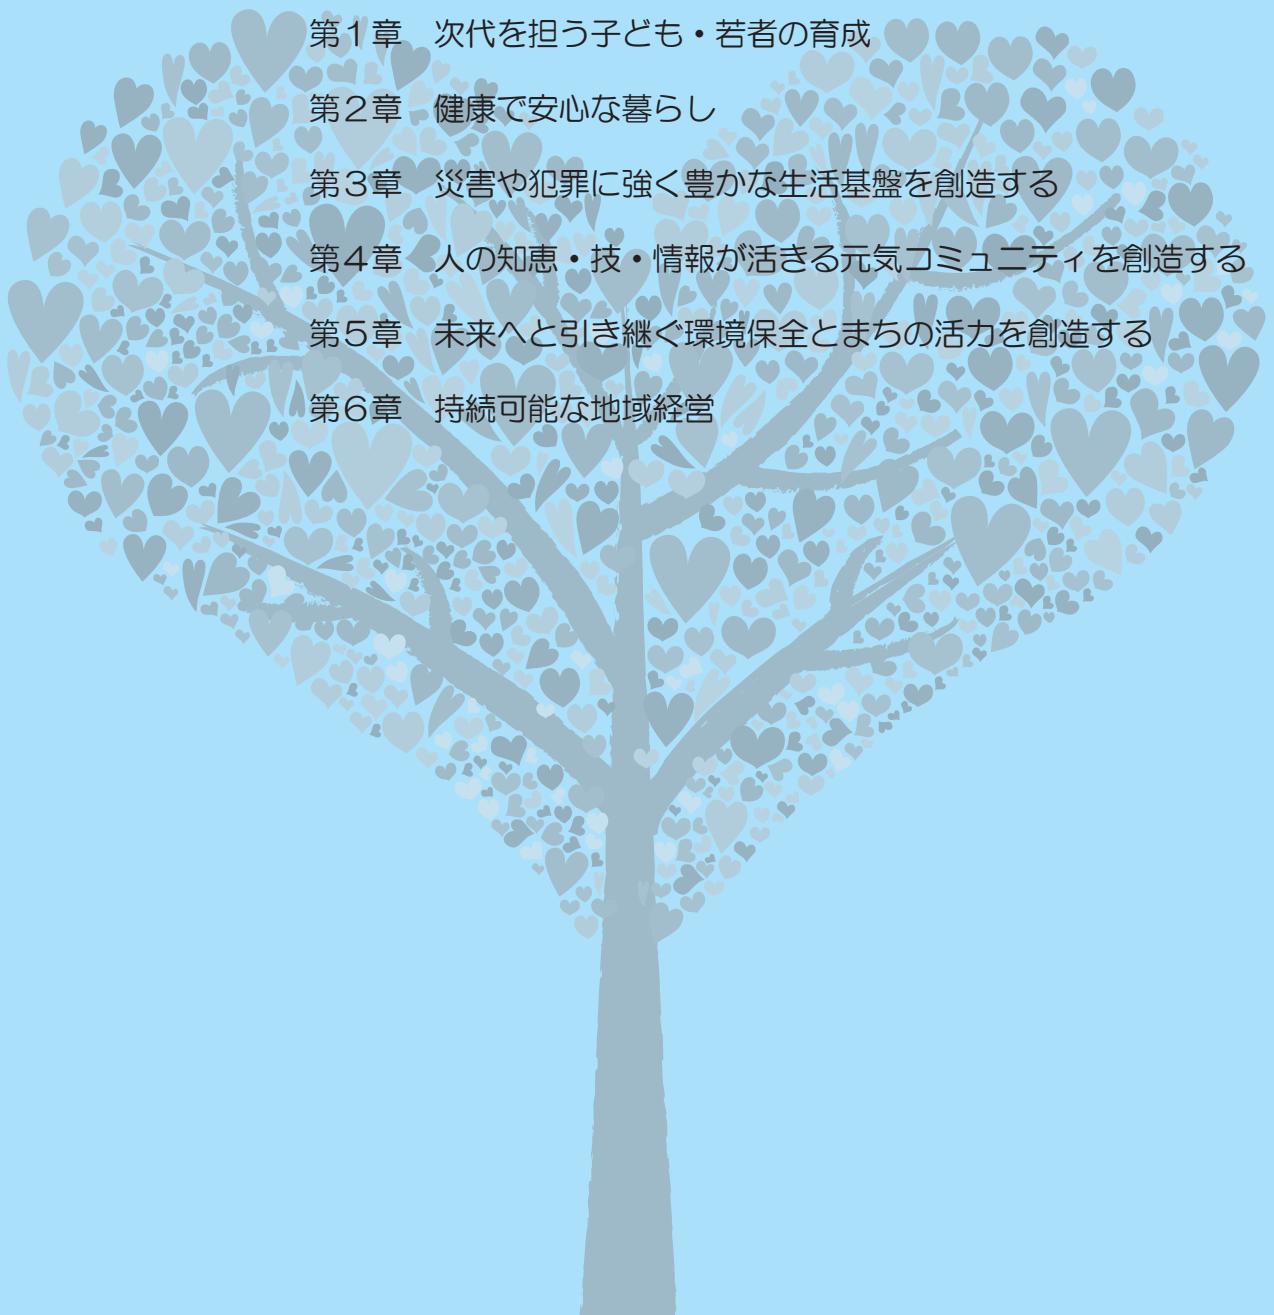 第１章　次代を担う子ども・若者の育成
第２章　健康で安心な暮らし
第３章　災害や犯罪に強く豊かな生活基盤を創造する
第４章　人の知恵・技・情報が活きる元気コミュニティを創造する
第５章　未来へと引き継ぐ環境保全とまちの活力を創造する
第６章　持続可能な地域経営